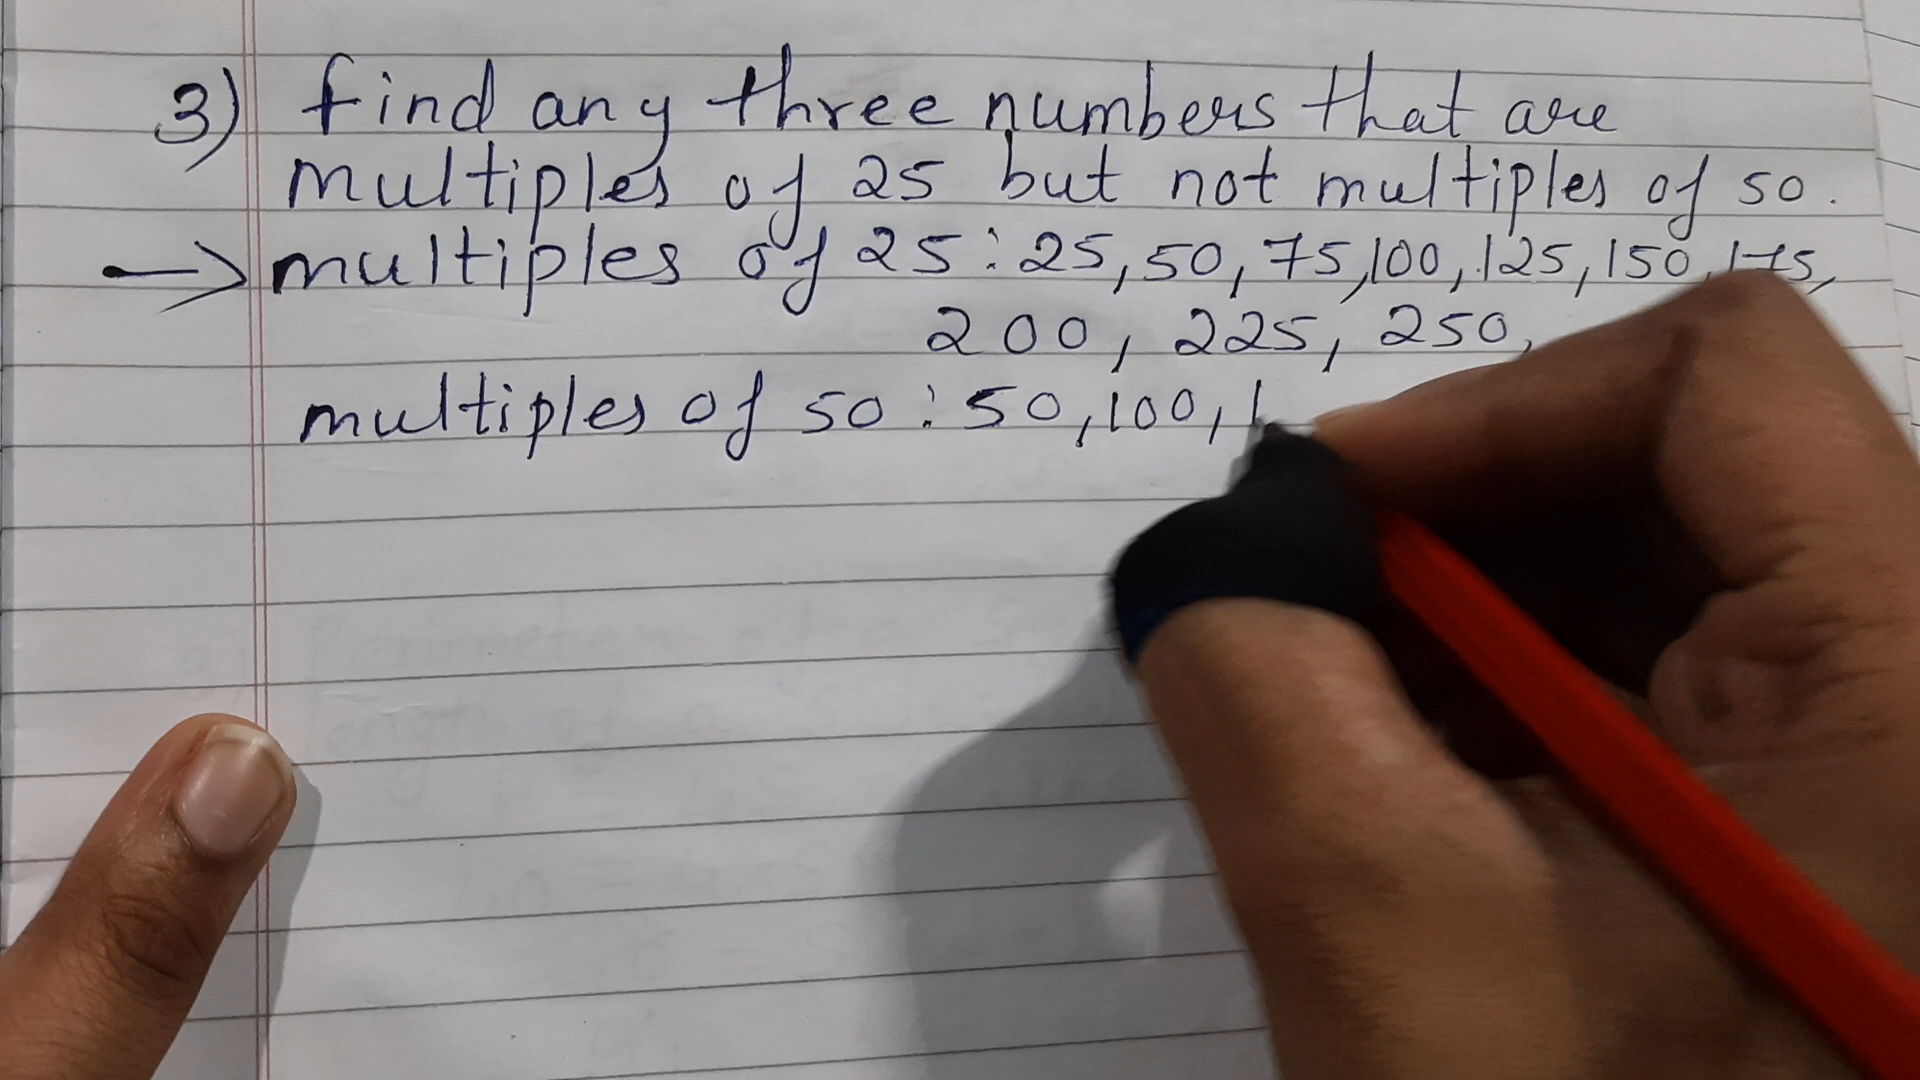 3) find any three numbers that are
multiples of 25 but not multiples of 50.
→ multiples of 25 : 25, 50, 75, 100, 125, 150, 175,
200, 225, 250,
multiples of 50 : 50, 100, 1